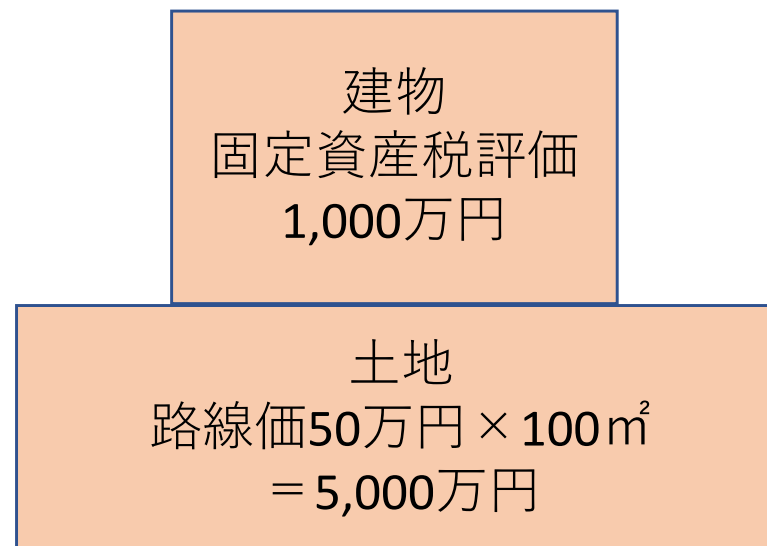 建物
固定資産税評価
1,000万円
土地
路線価50万円×100㎡
＝5,000万円